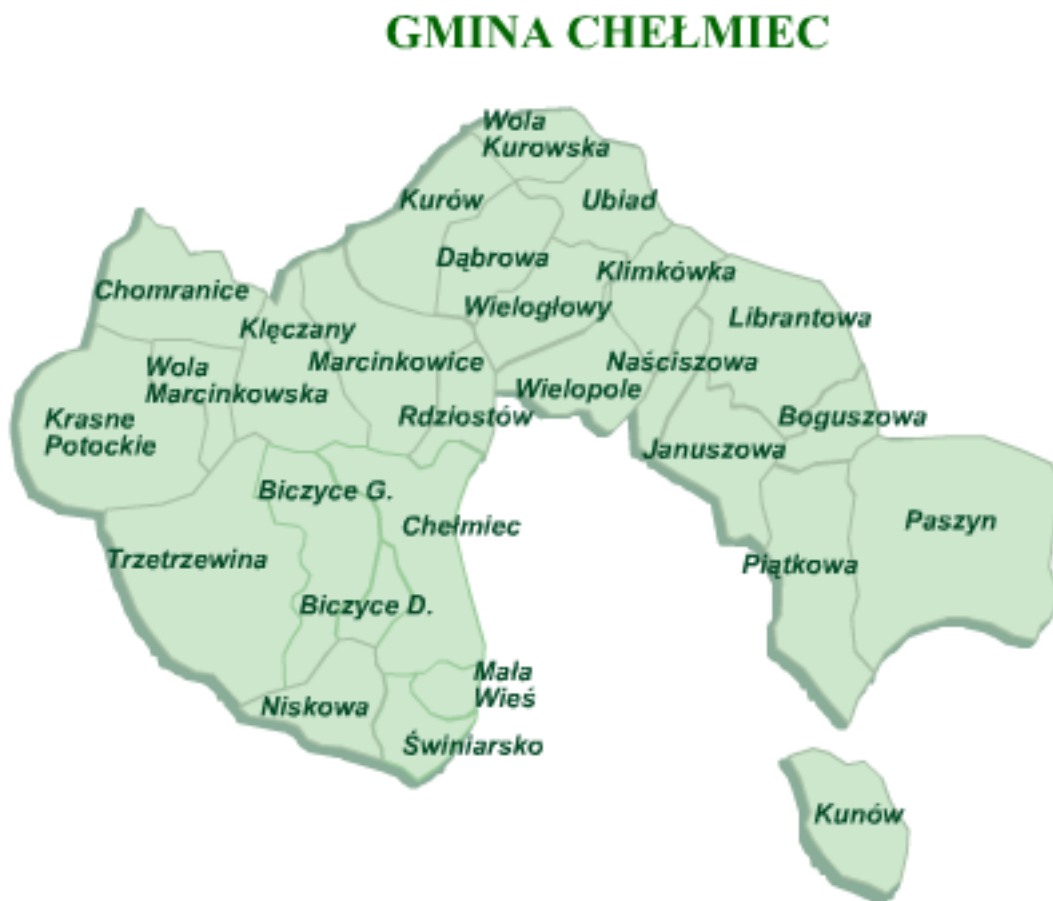 GMINA CHEŁMIEC
Wola
Kurowska
Kurów
Ubiad
Dąbrowa
Klimkówka
Chomranice
Wielogłowy
Librantowa
Klęczany
Marcinkowice
Naściszowa
Wola
Marcinkowska
Wielopole
Krasne
Potockie
Rdziostów
Boguszowa
Januszowa
Biczyce G.
Chełmiec
Paszyn
Trzetrzewina
Piątkowa
Biczyce D.
Mała
Wieś
Niskowa
Świniarsko
Kunów